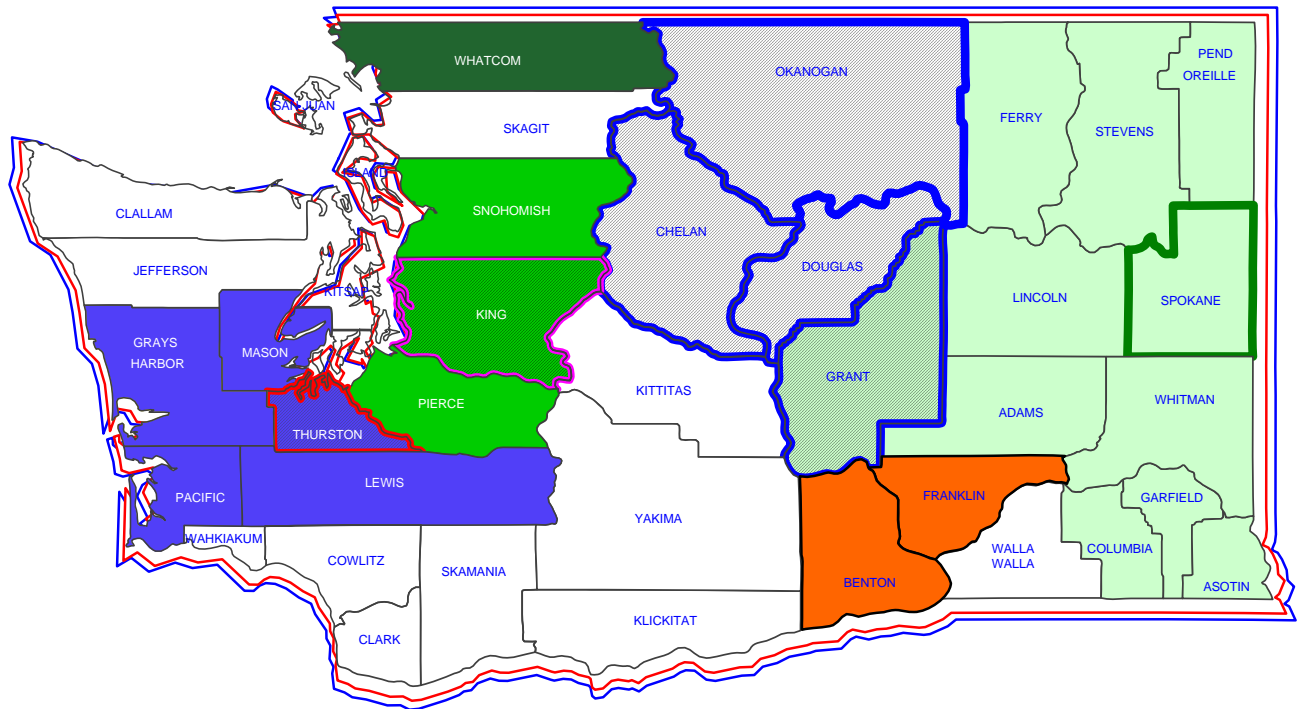 WHATCOM
OKANOGAN
PEND
OREILLE
SAN JUAN
SKAGIT
FERRY
STEVENS
ISLAND
CLALLAM
SNOHOMISH
CHELAN
JEFFERSON
DOUGLAS
KITSAP
LINCOLN
SPOKANE
KING
GRAYS
HARBOR
MASON
GRANT
KITTITAS
WHITMAN
PIERCE
ADAMS
THURSTON
LEWIS
PACIFIC
FRANKLIN
GARFIELD
YAKIMA
WAHKIAKUM
COWLITZ
SKAMANIA
WALLA
WALLA
COLUMBIA
BENTON
ASOTIN
KLICKITAT
CLARK